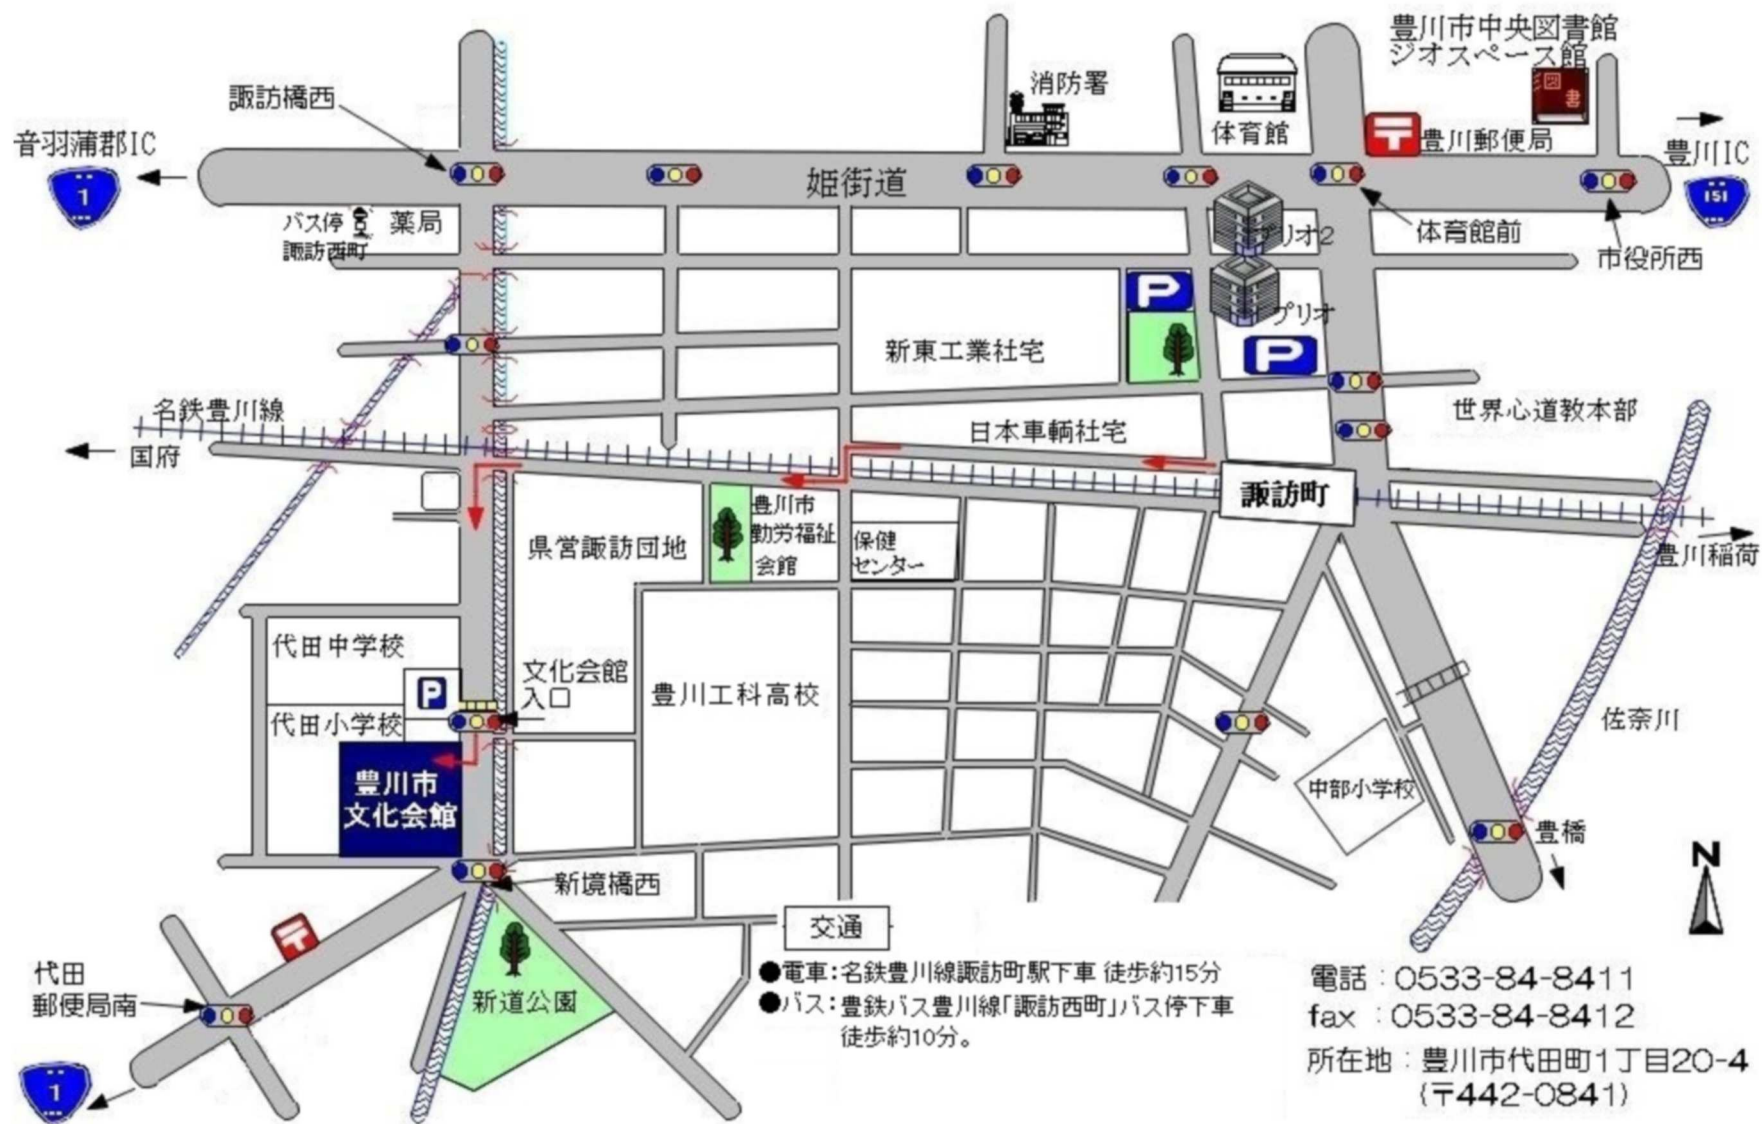 豊川市中央図書館
ジオスペース館
図
書
消防署
体育館
豊川郵便局
諏訪橋西
音羽蒲郡IC
1
豊川IC
151
姫街道
バス停
諏訪西町
薬局
プリオ2
体育館前
市役所西
P
プリオ
P
新東工業社宅
世界心道教本部
名鉄豊川線
国府
日本車輌社宅
諏訪町
豊川市
勤労福祉
会館
保健
センター
県営諏訪団地
豊川稲荷
代田中学校
P
文化会館
入口
代田小学校
豊川工科高校
佐奈川
豊川市
文化会館
中部小学校
豊橋
新境橋西
N
交通
●電車:名鉄豊川線諏訪町駅下車 徒歩約15分
●バス:豊鉄バス豊川線「諏訪西町」バス停下車
徒歩約10分。
代田
郵便局南
新道公園
1
電話:0533-84-8411
fax :0533-84-8412
所在地:豊川市代田町1丁目20-4
(〒442-0841)